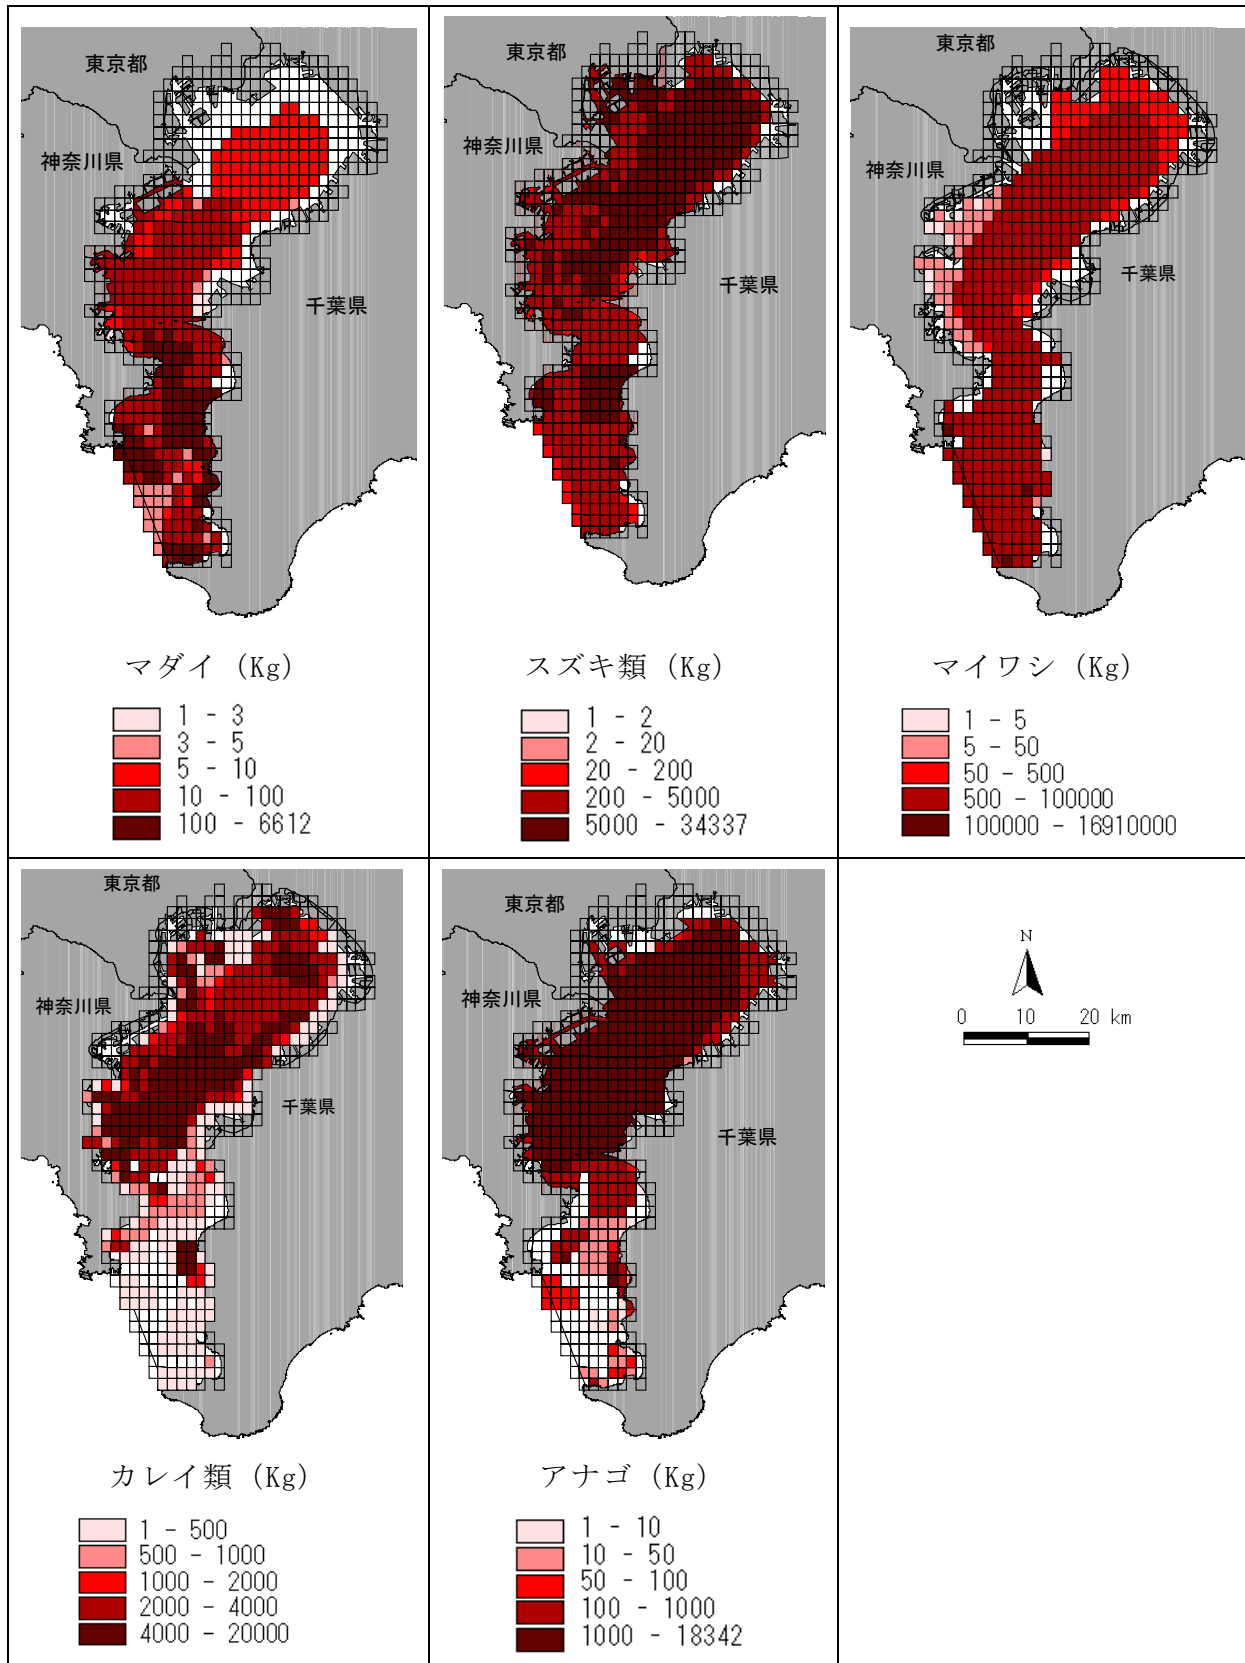 東京都
神奈川県
千葉県
マダイ (Kg)
1 - 3
3 - 5
5 - 10
10 - 100
100 - 6612
東京都
神奈川県
千葉県
スズキ類 (Kg)
1 - 2
2 - 20
20 - 200
200 - 5000
5000 - 34337
東京都
神奈川県
千葉県
マイワシ (Kg)
1 - 5
5 - 50
50 - 500
500 - 100000
100000 - 16910000
東京都
神奈川県
千葉県
カレイ類 (Kg)
1 - 500
500 - 1000
1000 - 2000
2000 - 4000
4000 - 20000
東京都
神奈川県
千葉県
アナゴ (Kg)
1 - 10
10 - 50
50 - 100
100 - 1000
1000 - 18342
N
0 10 20 km